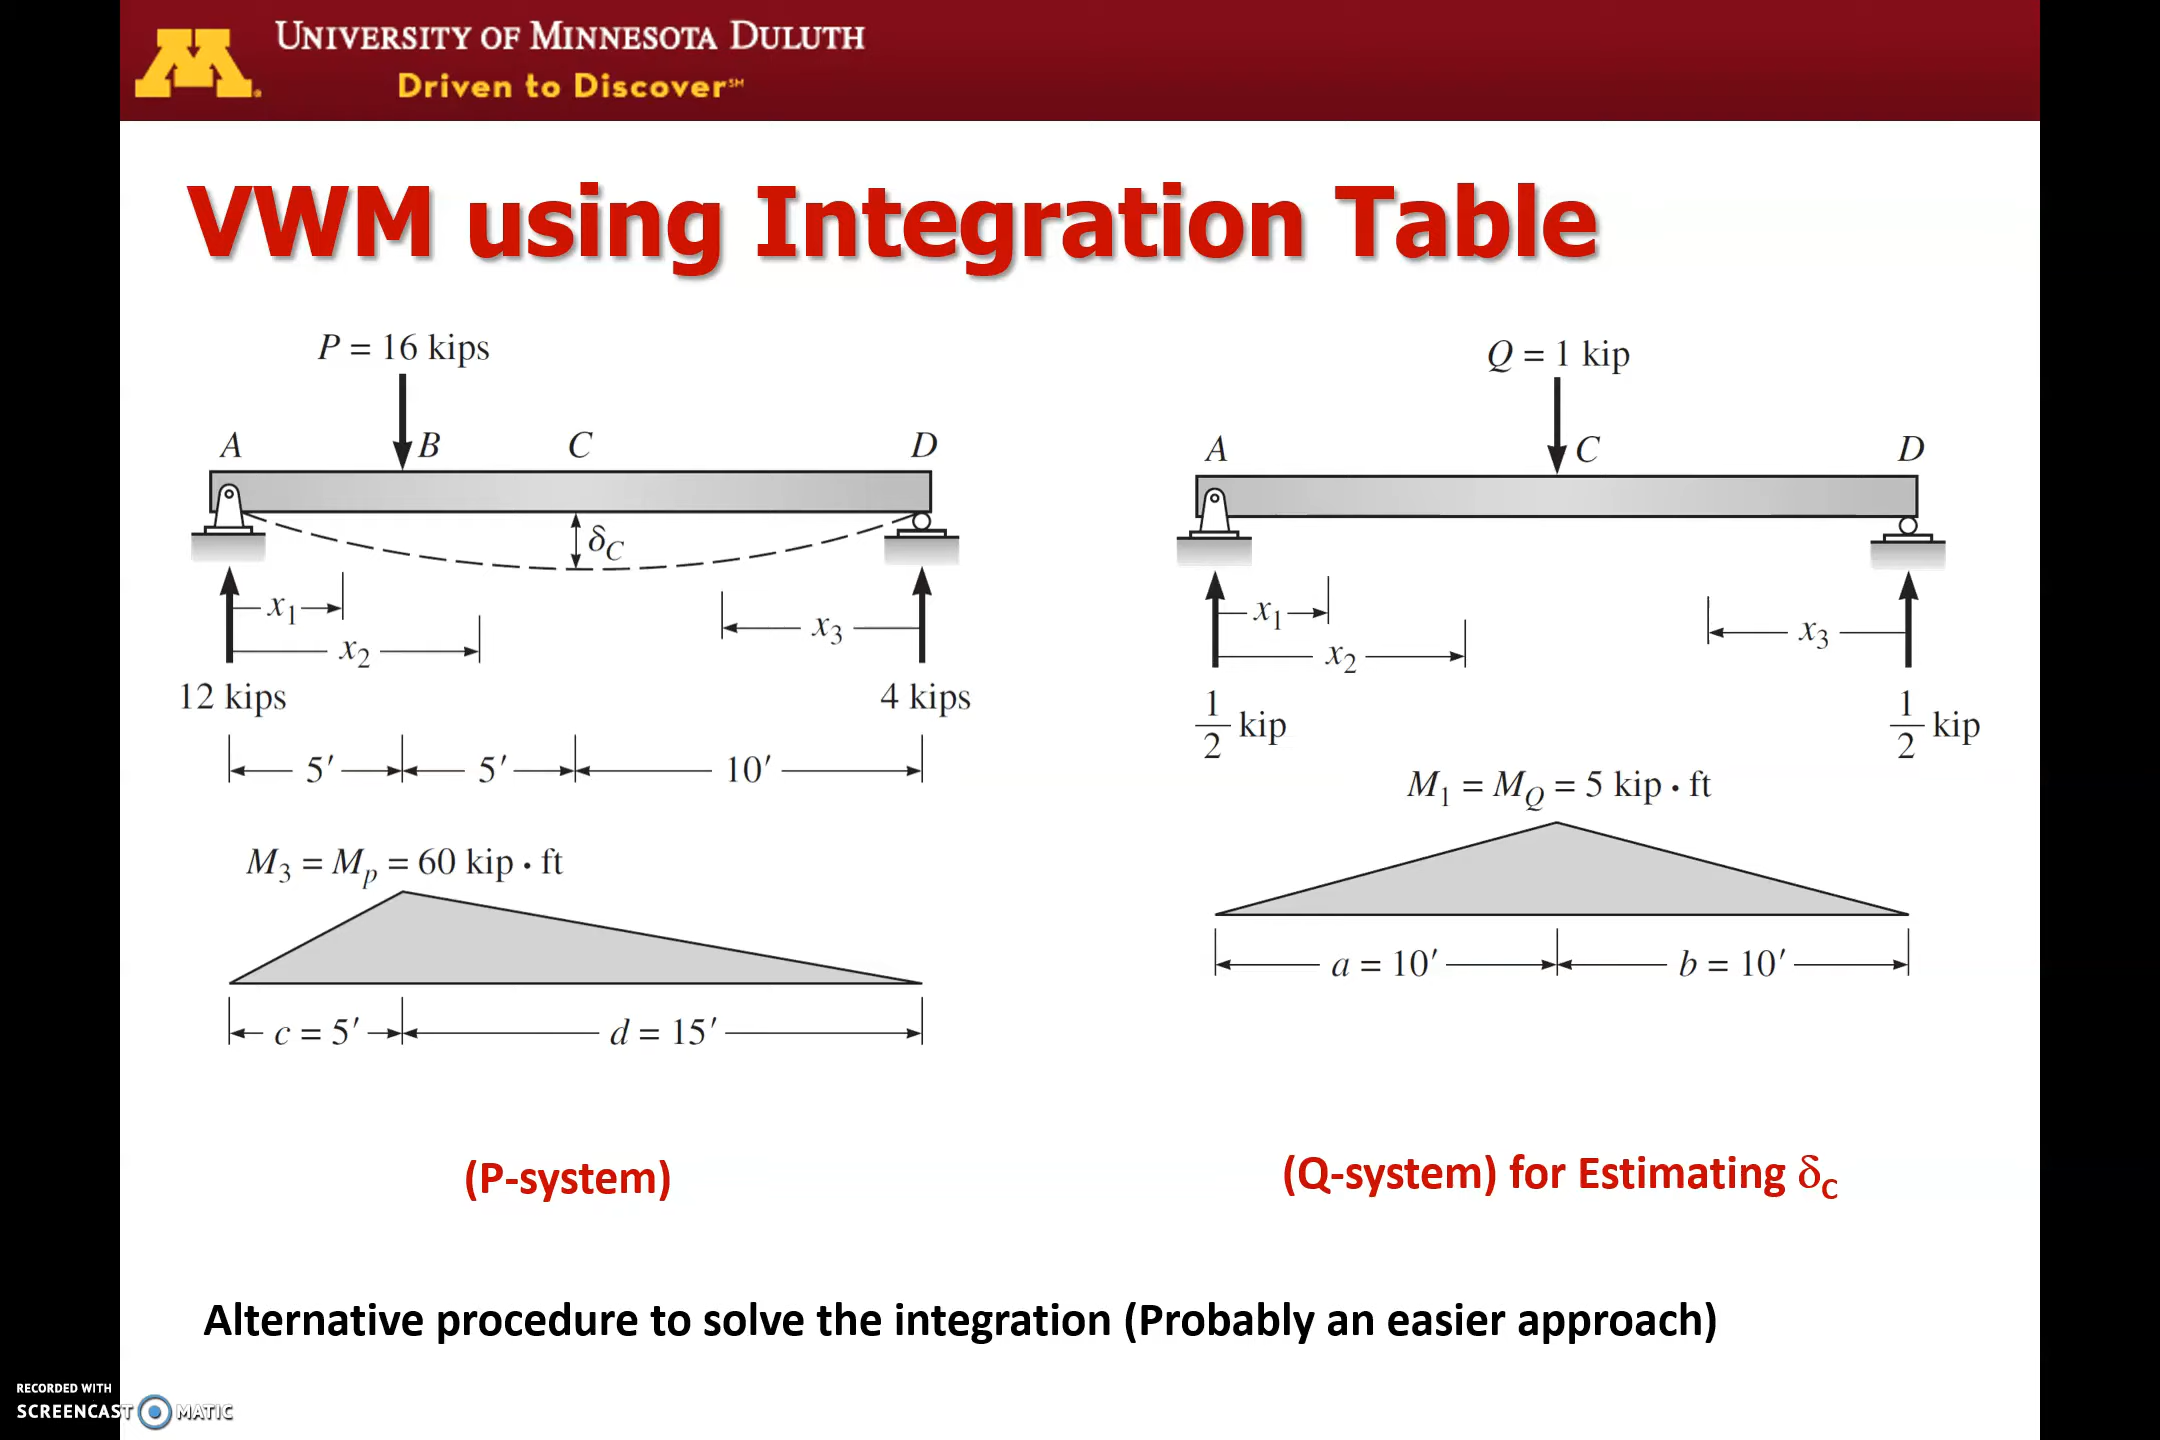 UNIVERSITY OF MINNESOTA DULUTH
Driven to Discover℠
VWM using Integration Table
P = 16 kips
A
B
C
D
δC
x1
x2
x3
12 kips
4 kips
5′
5′
10′
M3 = Mp = 60 kip · ft
c = 5′
d = 15′
(P-system)
Q = 1 kip
A
C
D
x1
x2
x3
1/2 kip
1/2 kip
M1 = MQ = 5 kip · ft
a = 10′
b = 10′
(Q-system) for Estimating δC
Alternative procedure to solve the integration (Probably an easier approach)
RECORDED WITH
SCREENCAST MATIC